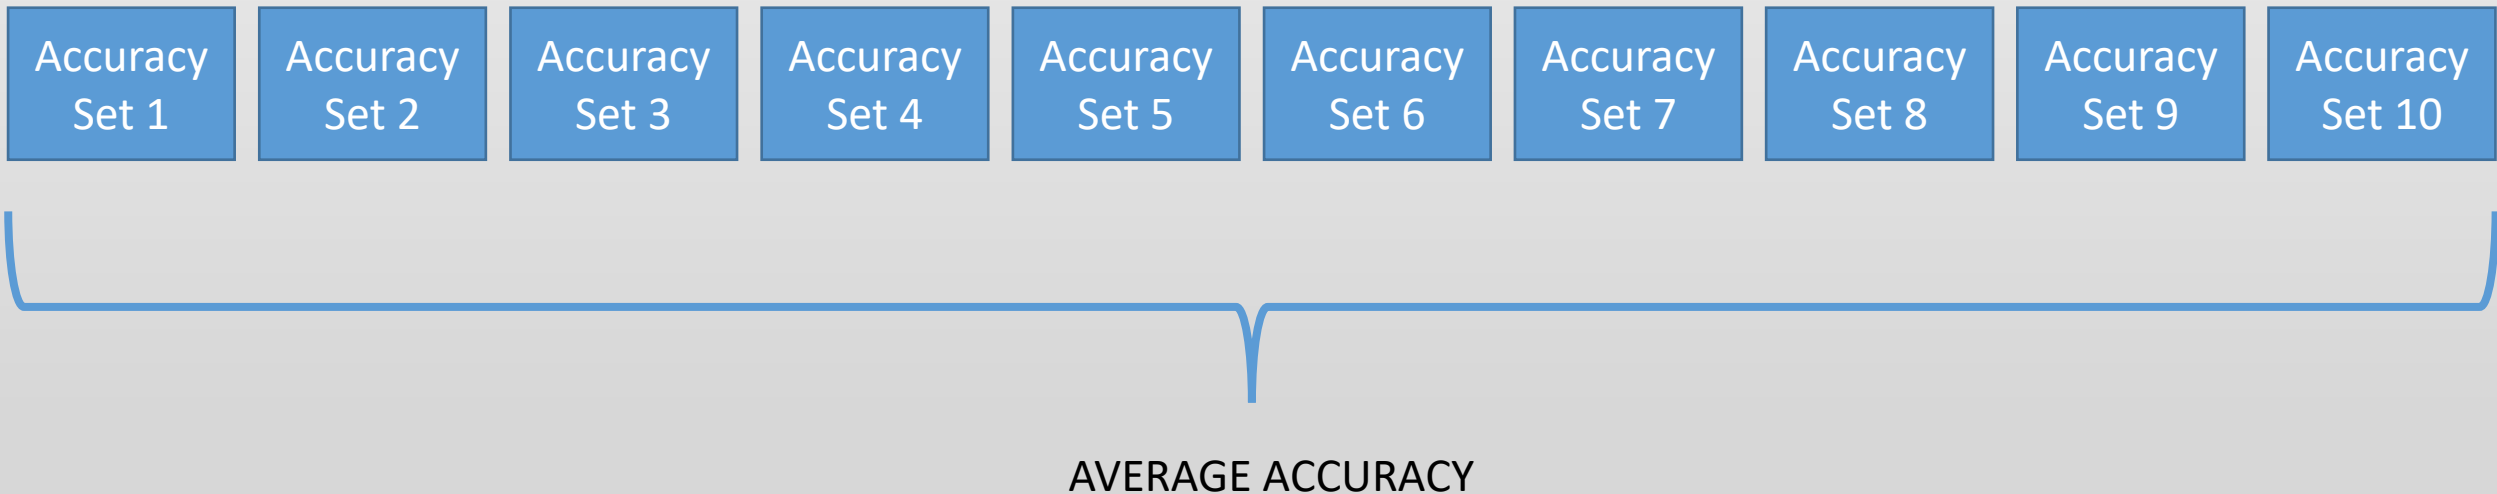 Accuracy
Set 1
Accuracy
Set 2
Accuracy
Set 3
Accuracy
Set 4
Accuracy
Set 5
Accuracy
Set 6
Accuracy
Set 7
Accuracy
Set 8
Accuracy
Set 9
Accuracy
Set 10
AVERAGE ACCURACY